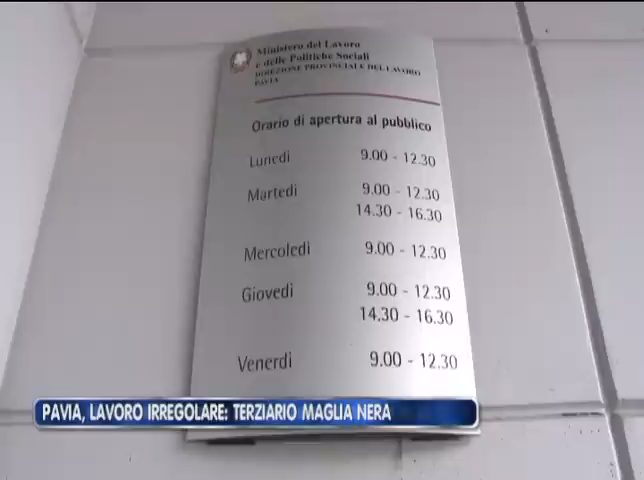 Ministero del Lavoro
e delle Politiche Sociali
DIREZIONE PROVINCIALE DEL LAVORO
PAVIA
Orario di apertura al pubblico
Lunedì 9.00 - 12.30
Martedì 9.00 - 12.30
14.30 - 16.30
Mercoledì 9.00 - 12.30
Giovedì 9.00 - 12.30
14.30 - 16.30
Venerdì 9.00 - 12.30
PAVIA, LAVORO IRREGOLARE: TERZIARIO MAGLIA NERA